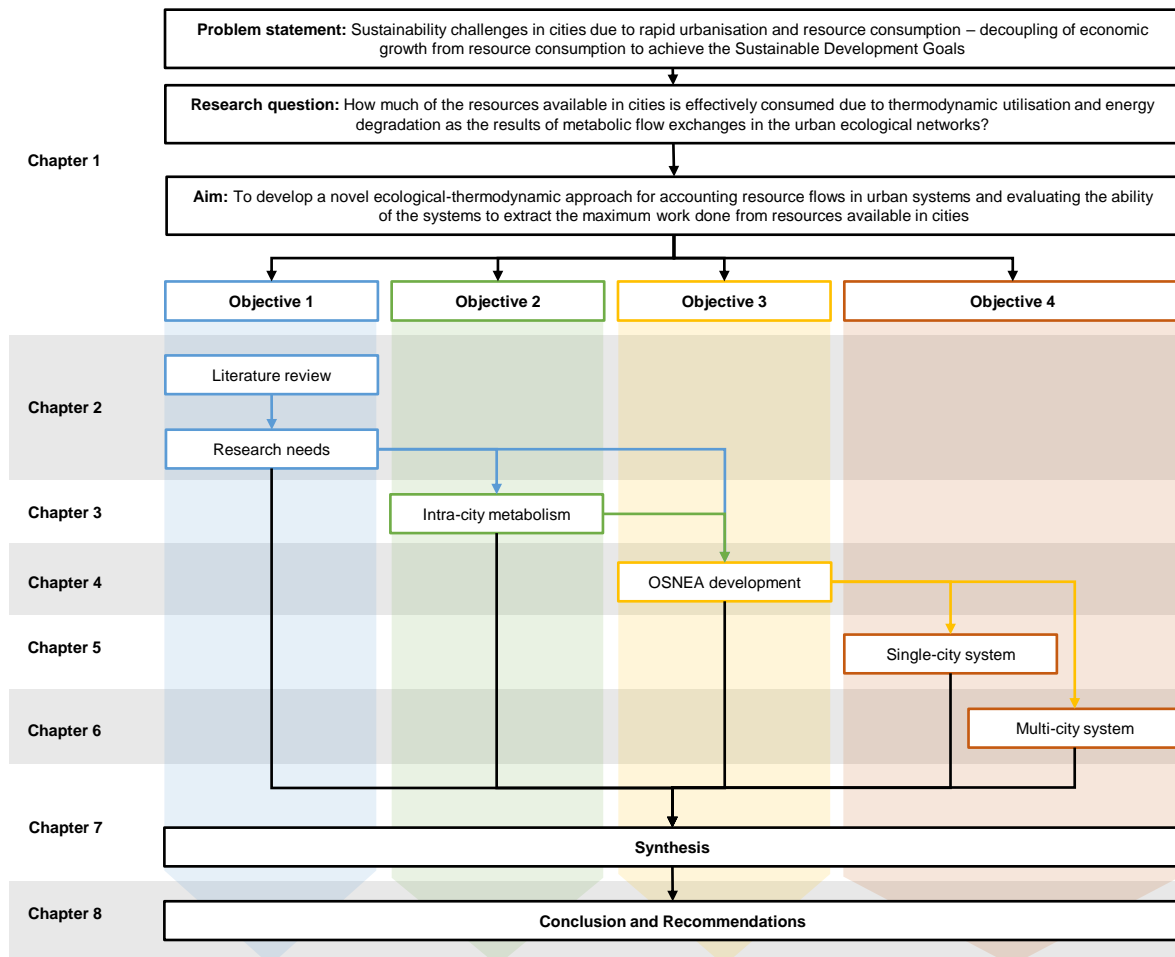 Problem statement: Sustainability challenges in cities due to rapid urbanisation and resource consumption – decoupling of economic
growth from resource consumption to achieve the Sustainable Development Goals
Research question: How much of the resources available in cities is effectively consumed due to thermodynamic utilisation and energy
degradation as the results of metabolic flow exchanges in the urban ecological networks?
Chapter 1
Aim: To develop a novel ecological-thermodynamic approach for accounting resource flows in urban systems and evaluating the ability
of the systems to extract the maximum work done from resources available in cities
Objective 1
Objective 2
Objective 3
Objective 4
Literature review
Chapter 2
Research needs
Chapter 3
Intra-city metabolism
Chapter 4
OSNEA development
Chapter 5
Single-city system
Chapter 6
Multi-city system
Chapter 7
Synthesis
Chapter 8
Conclusion and Recommendations